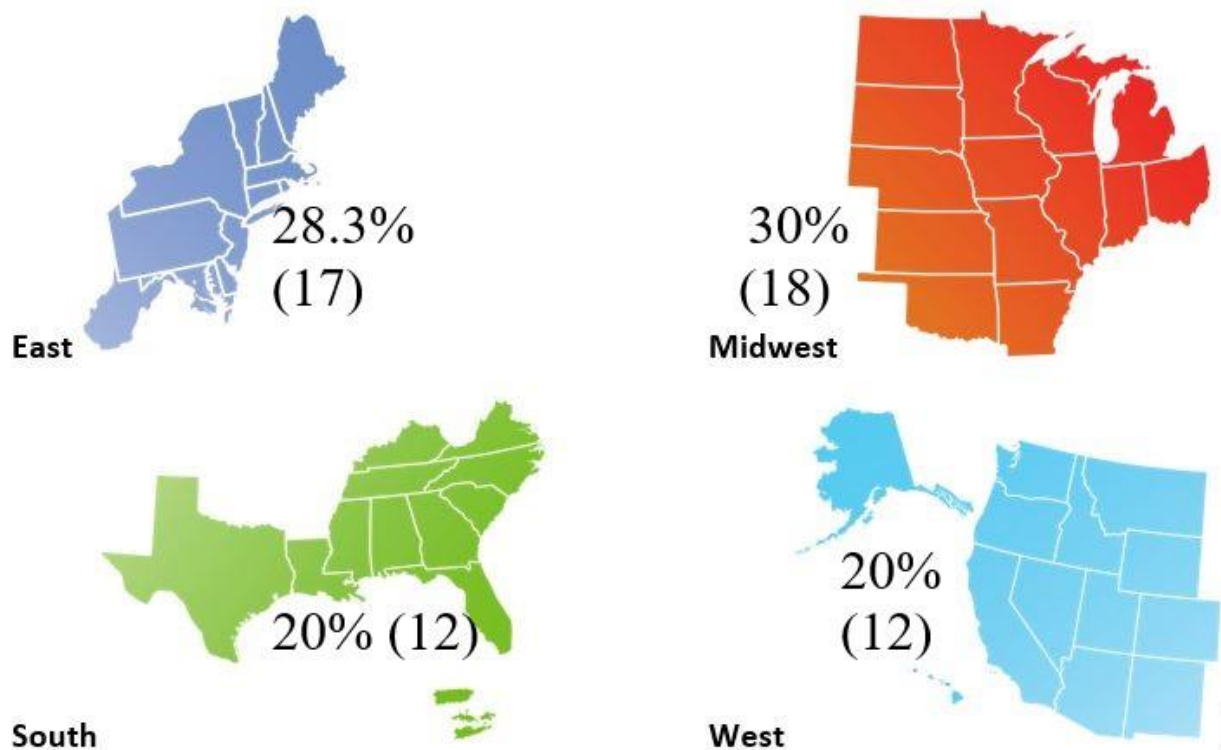 28.3%
(17)
East
30%
(18)
Midwest
20% (12)
South
20%
(12)
West